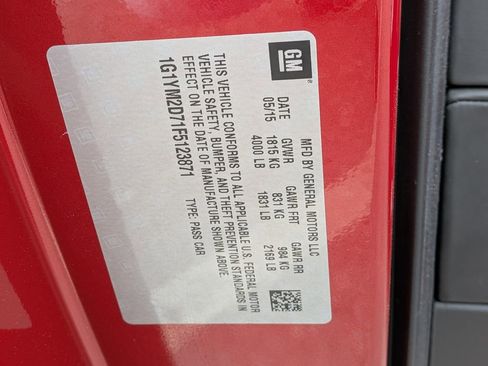 GM
MFD BY GENERAL MOTORS LLC
DATE GVWR GAWR FRT GAWR RR
05/15 1815 KG 831 KG 984 KG
4000 LB 1831 LB 2169 LB
THIS VEHICLE CONFORMS TO ALL APPLICABLE U.S. FEDERAL MOTOR
VEHICLE SAFETY, BUMPER, AND THEFT PREVENTION STANDARDS IN
EFFECT ON THE DATE OF MANUFACTURE SHOWN ABOVE.
1G1YM2D71F5123871 TYPE: PASS CAR